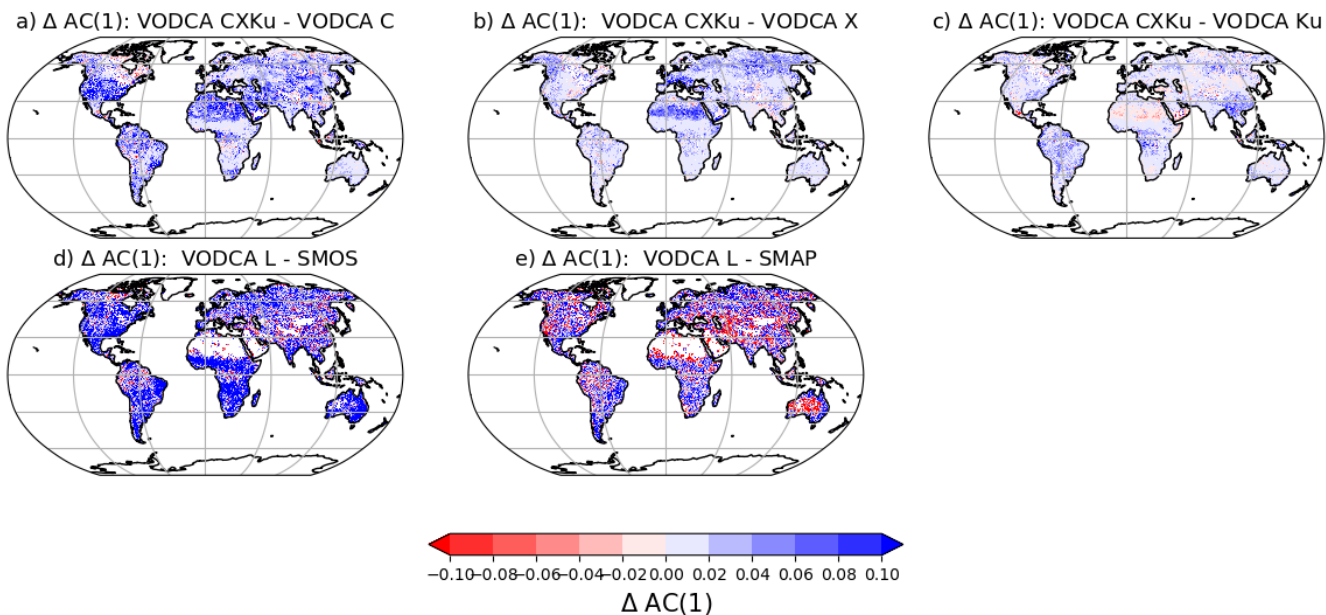 a) Δ AC(1): VODCA CXKu - VODCA C
b) Δ AC(1):  VODCA CXKu - VODCA X
c) Δ AC(1): VODCA CXKu - VODCA Ku
d) Δ AC(1):  VODCA L - SMOS
e) Δ AC(1):  VODCA L - SMAP
−0.10 −0.08 −0.06 −0.04 −0.02 0.00 0.02 0.04 0.06 0.08 0.10
Δ AC(1)